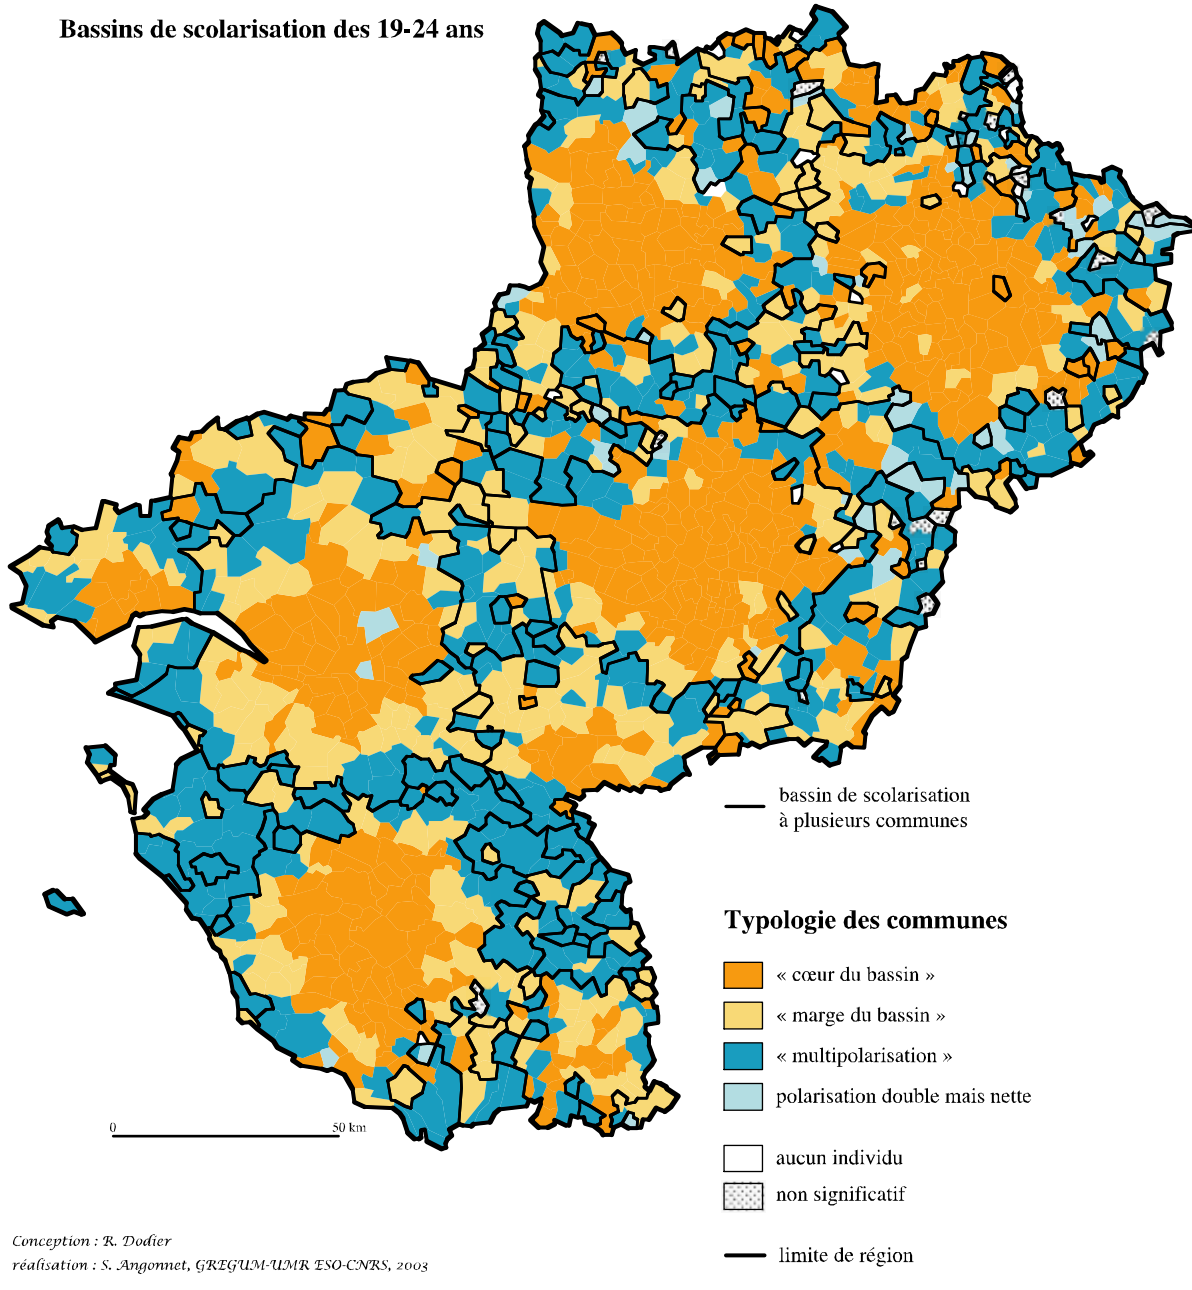 Bassins de scolarisation des 19-24 ans
bassin de scolarisation
à plusieurs communes
Typologie des communes
« cœur du bassin »
« marge du bassin »
« multipolarisation »
polarisation double mais nette
0 50 km
aucun individu
non significatif
limite de région
Conception : R. Dodier
réalisation : S. Angonnet, GREGUM-UMR ESO-CNRS, 2003